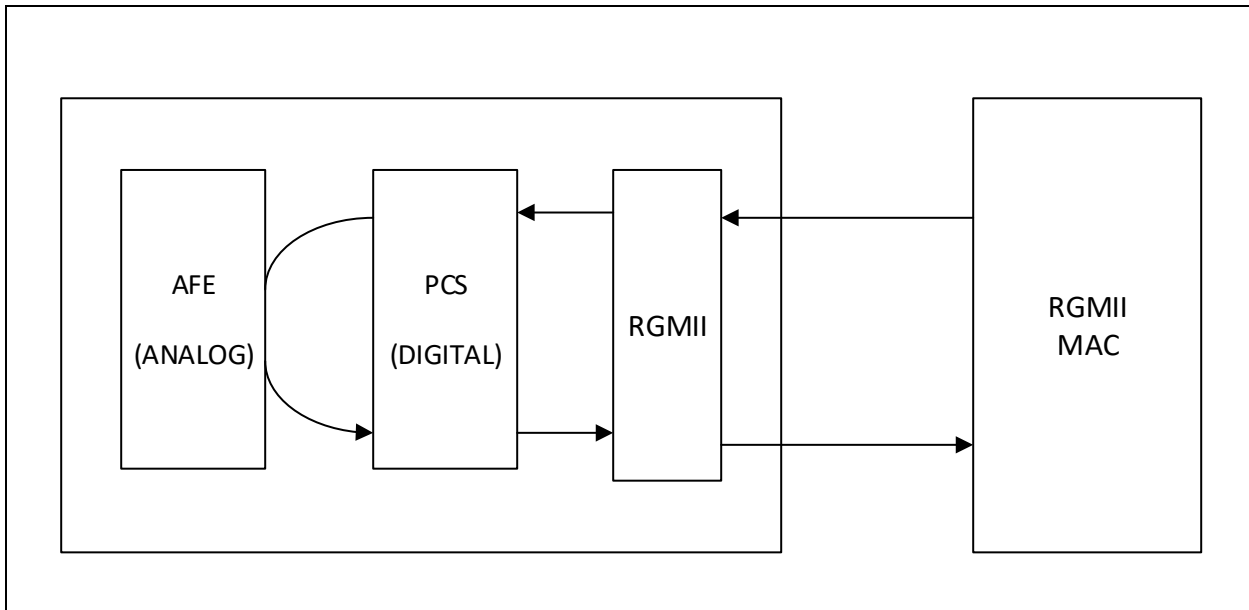 AFE
(ANALOG)
PCS
(DIGITAL)
RGMII
RGMII
MAC